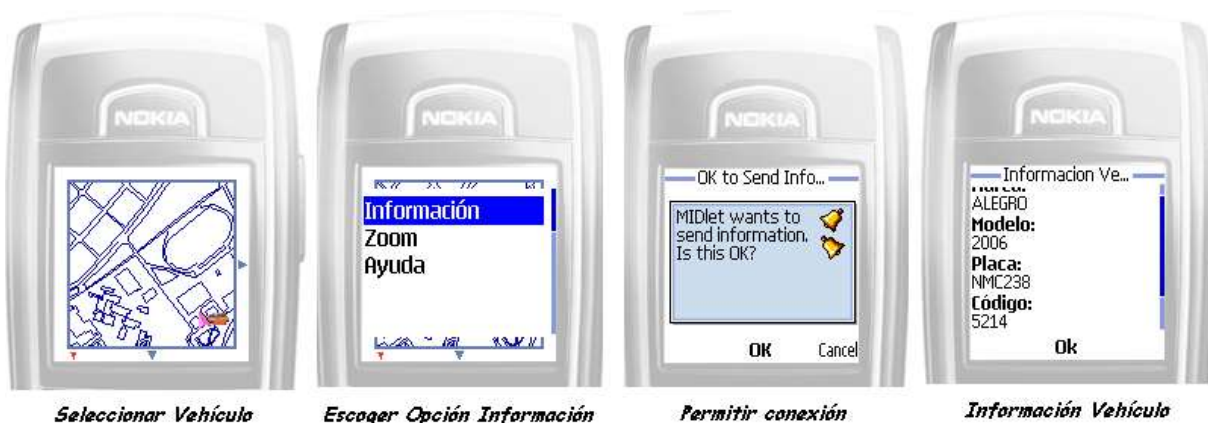 NOKIA
Información
Zoom
Ayuda
NOKIA
OK to Send Info...
MIDlet wants to
send information.
Is this OK?
OK
Cancel
NOKIA
Informacion Ve...
Marca:
ALEGRO
Modelo:
2006
Placa:
NMC238
Código:
5214
Ok
NOKIA
Seleccionar Vehículo
Escoger Opción Información
Permitir conexión
Información Vehículo